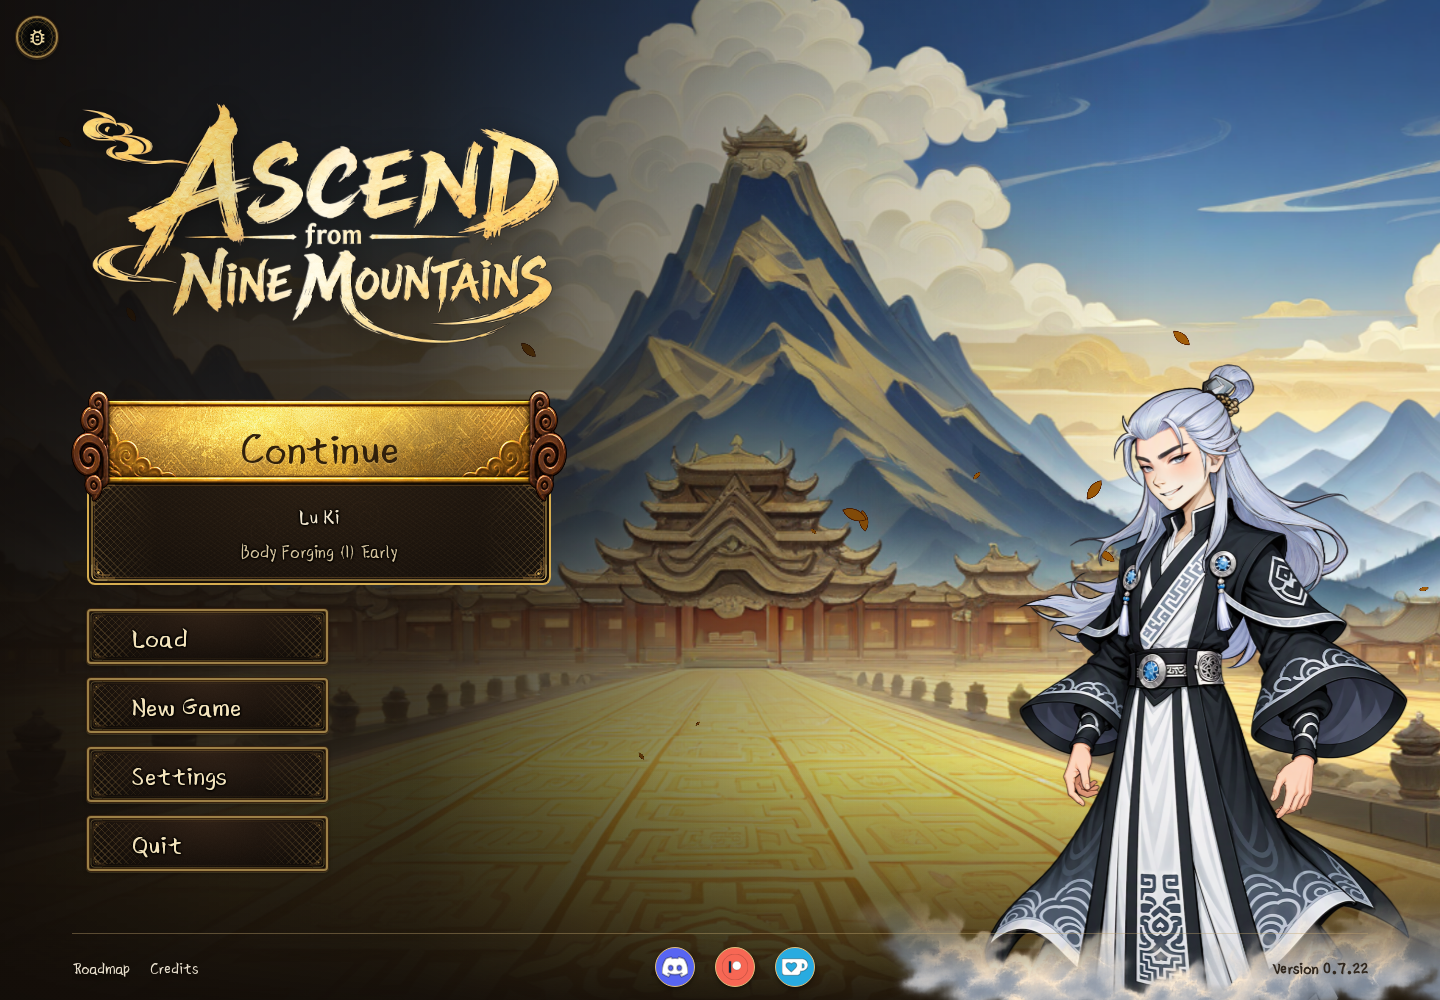 ASCEND
from
NINE MOUNTAINS
Continue
Lu Ki
Body Forging (I) Early
Load
New Game
Settings
Quit
Roadmap
Credits
Version 0.7.22